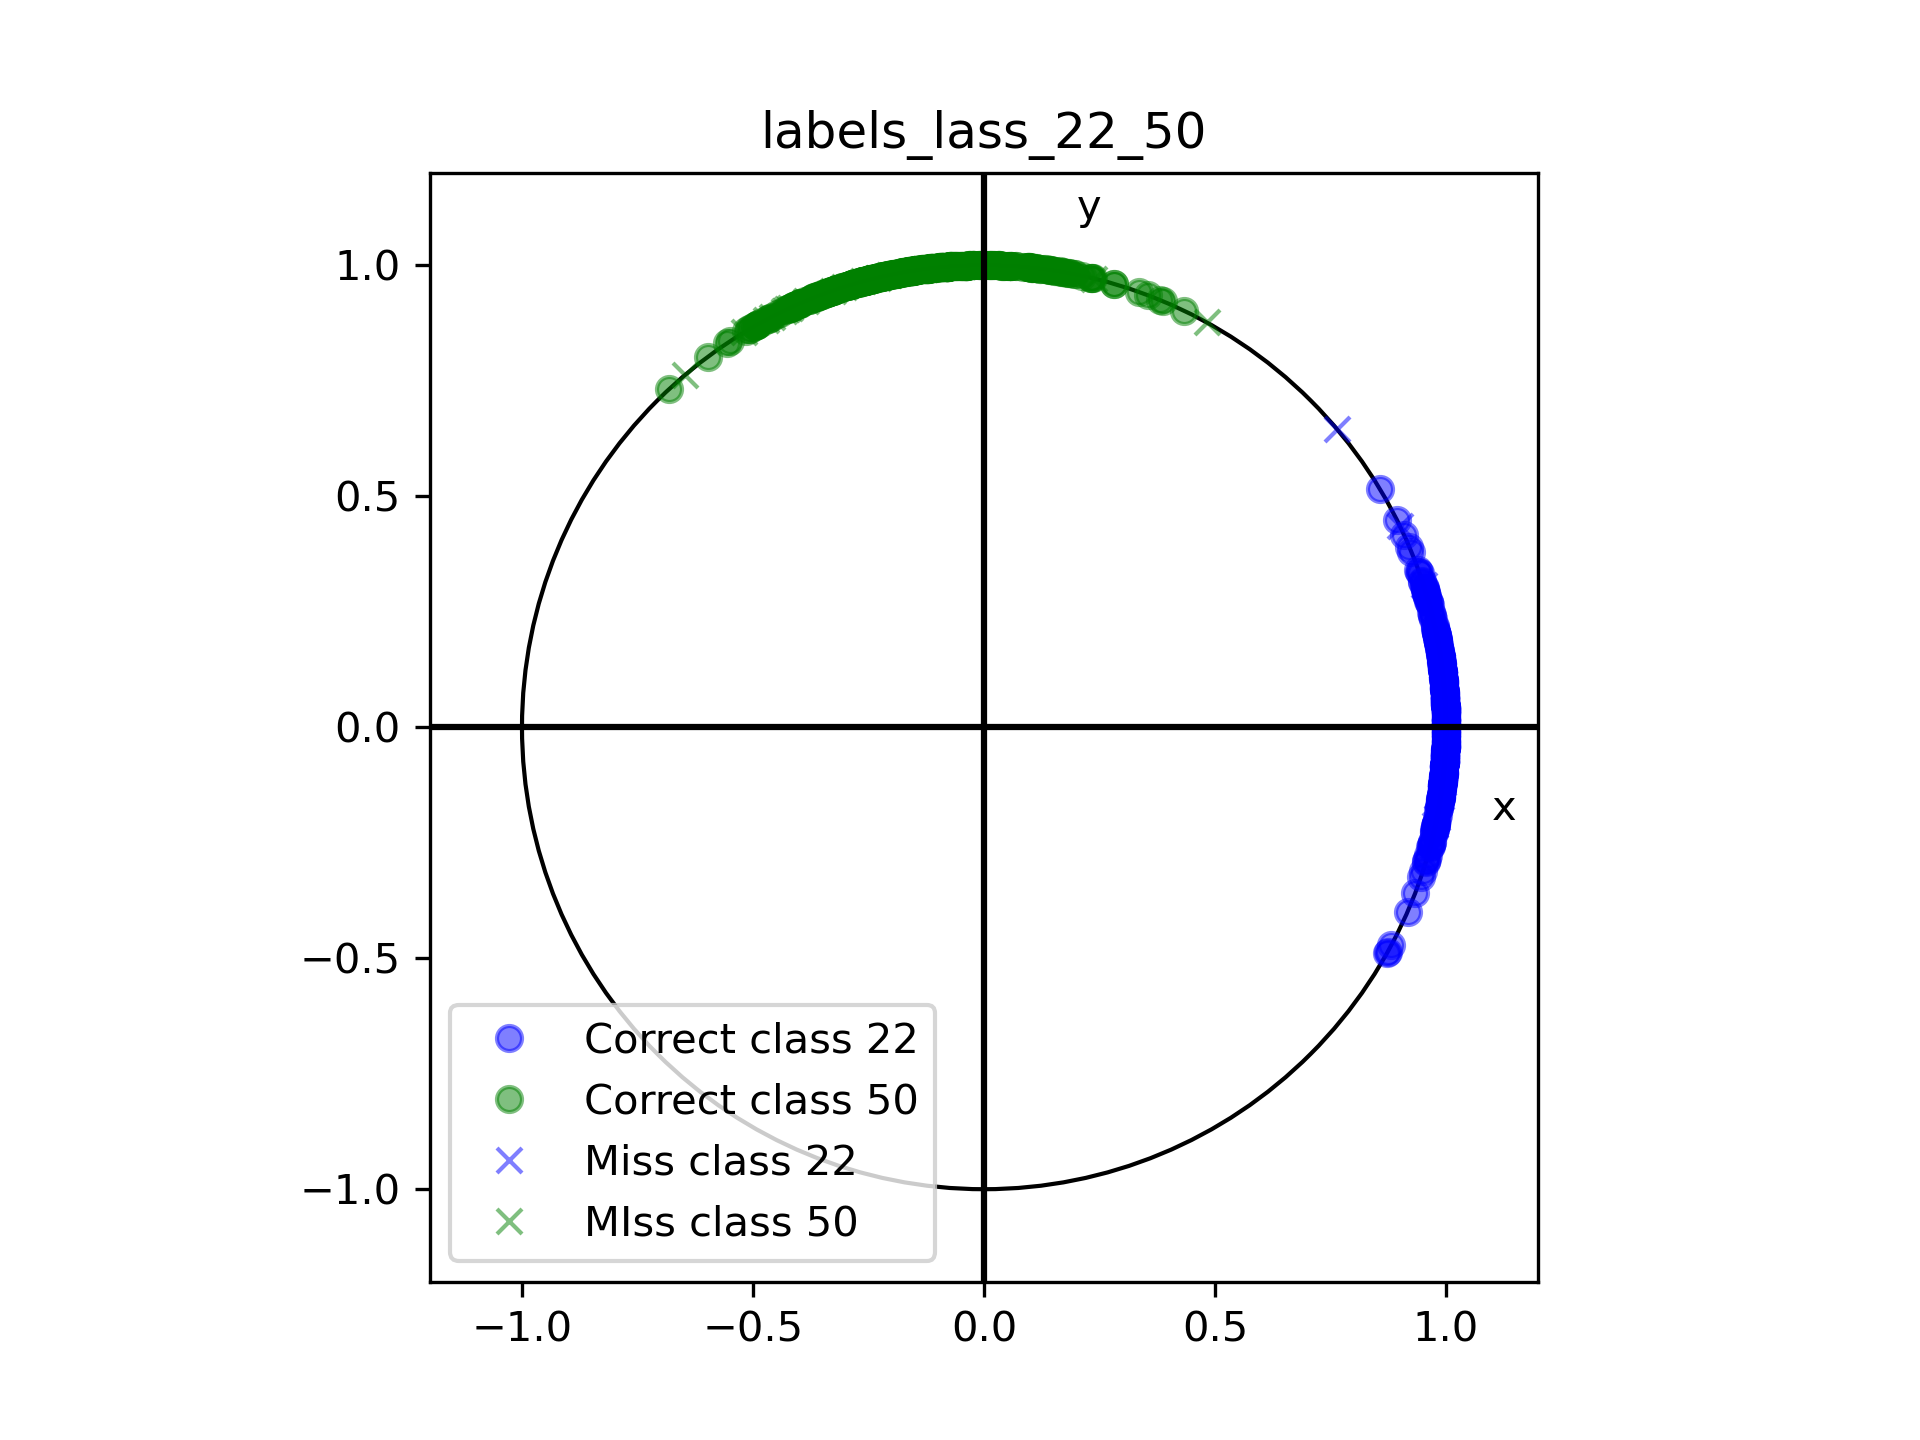 labels_lass_22_50
y
1.0
0.5
0.0
−0.5
−1.0
x
Correct class 22
Correct class 50
Miss class 22
MIss class 50
−1.0 −0.5 0.0 0.5 1.0